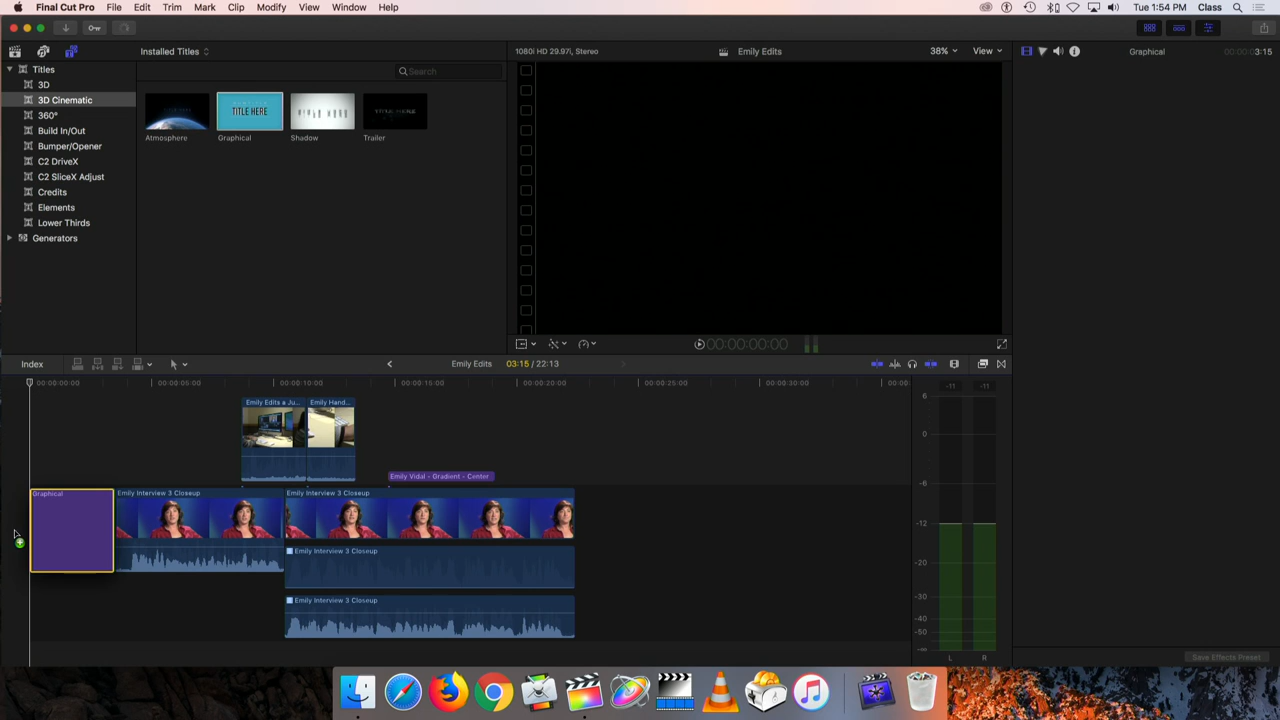 Final Cut Pro File Edit Trim Mark Clip Modify View Window Help Tue 1:54 PM Class
Installed Titles 1080i HD 29.97i, Stereo Emily Edits 38% View Graphical 3:15
Titles
Search
3D
3D Cinematic
360°
Build In/Out
Bumper/Opener
C2 DriveX
C2 SliceX Adjust
Credits
Elements
Lower Thirds
Generators
TITLE HERE
TITLE HERE
Atmosphere Graphical Shadow Trailer
00:00:00:00
Index Emily Edits 03:15 / 22:13
00:00:00:00 00:00:05:00 00:00:10:00 00:00:15:00 00:00:20:00 00:00:25:00 00:00:30:00 00:00
-11 -11
6
0
-6
-12
-20
-30
-40
-50
-∞
L R
Emily Edits a Ju... Emily Hand...
Emily Vidal - Gradient - Center
Graphical Emily Interview 3 Closeup Emily Interview 3 Closeup
Emily Interview 3 Closeup
Emily Interview 3 Closeup
Save Effects Preset